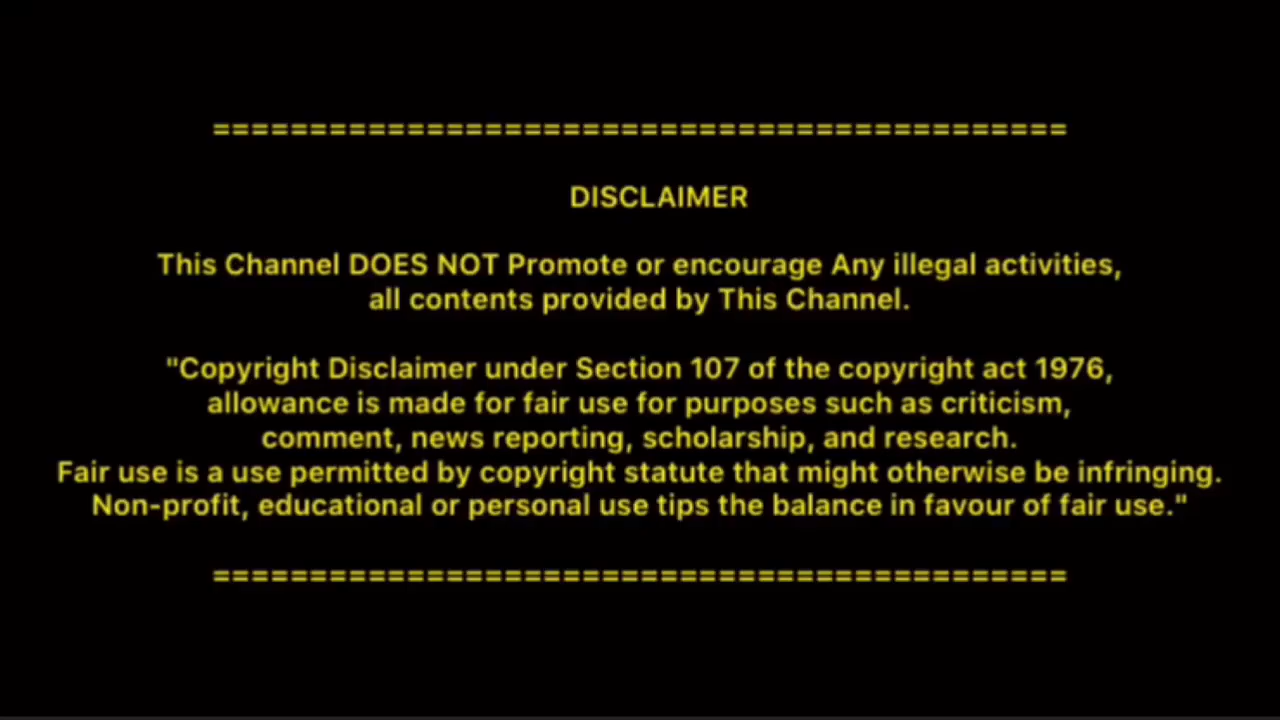 ============================================
DISCLAIMER
This Channel DOES NOT Promote or encourage Any illegal activities,
all contents provided by This Channel.
"Copyright Disclaimer under Section 107 of the copyright act 1976,
allowance is made for fair use for purposes such as criticism,
comment, news reporting, scholarship, and research.
Fair use is a use permitted by copyright statute that might otherwise be infringing.
Non-profit, educational or personal use tips the balance in favour of fair use."
============================================